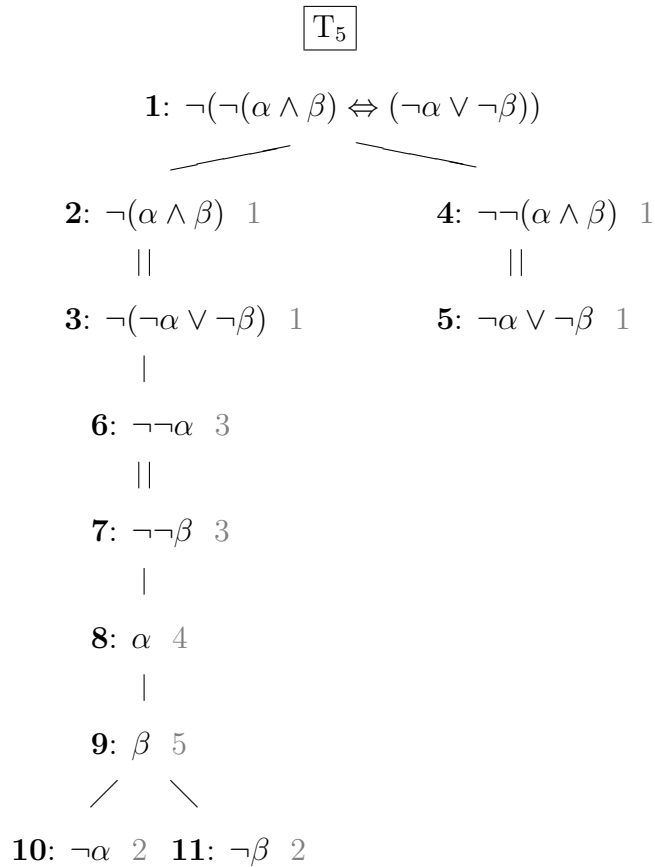 T₅
1: ¬(¬(α ∧ β) ⇔ (¬α ∨ ¬β))
2: ¬(α ∧ β) 1 4: ¬¬(α ∧ β) 1
3: ¬(¬α ∨ ¬β) 1 5: ¬α ∨ ¬β 1
6: ¬¬α 3
7: ¬¬β 3
8: α 4
9: β 5
10: ¬α 2 11: ¬β 2